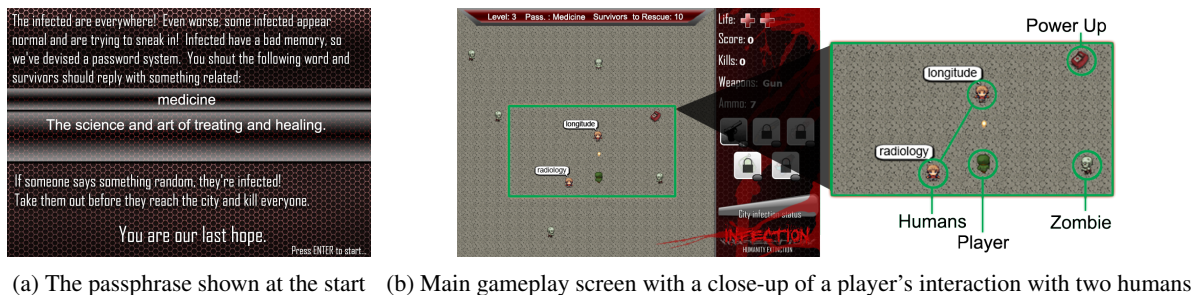 The infected are everywhere! Even worse, some infected appear
normal and are trying to sneak in! Infected have a bad memory, so
we've devised a password system. You shout the following word and
survivors should reply with something related:
medicine
The science and art of treating and healing.
If someone says something random, they're infected!
Take them out before they reach the city and kill everyone.
You are our last hope.
Press ENTER to start...
Level: 3 Pass. : Medicine Survivors to Rescue: 10
Life:
Score: 0
Kills: 0
Weapons: Gun
Ammo: 7
longitude
radiology
City infection status
INFECTION
HUMANITY EXTINCTION
Power Up
longitude
radiology
Humans
Player
Zombie
(a) The passphrase shown at the start
(b) Main gameplay screen with a close-up of a player's interaction with two humans